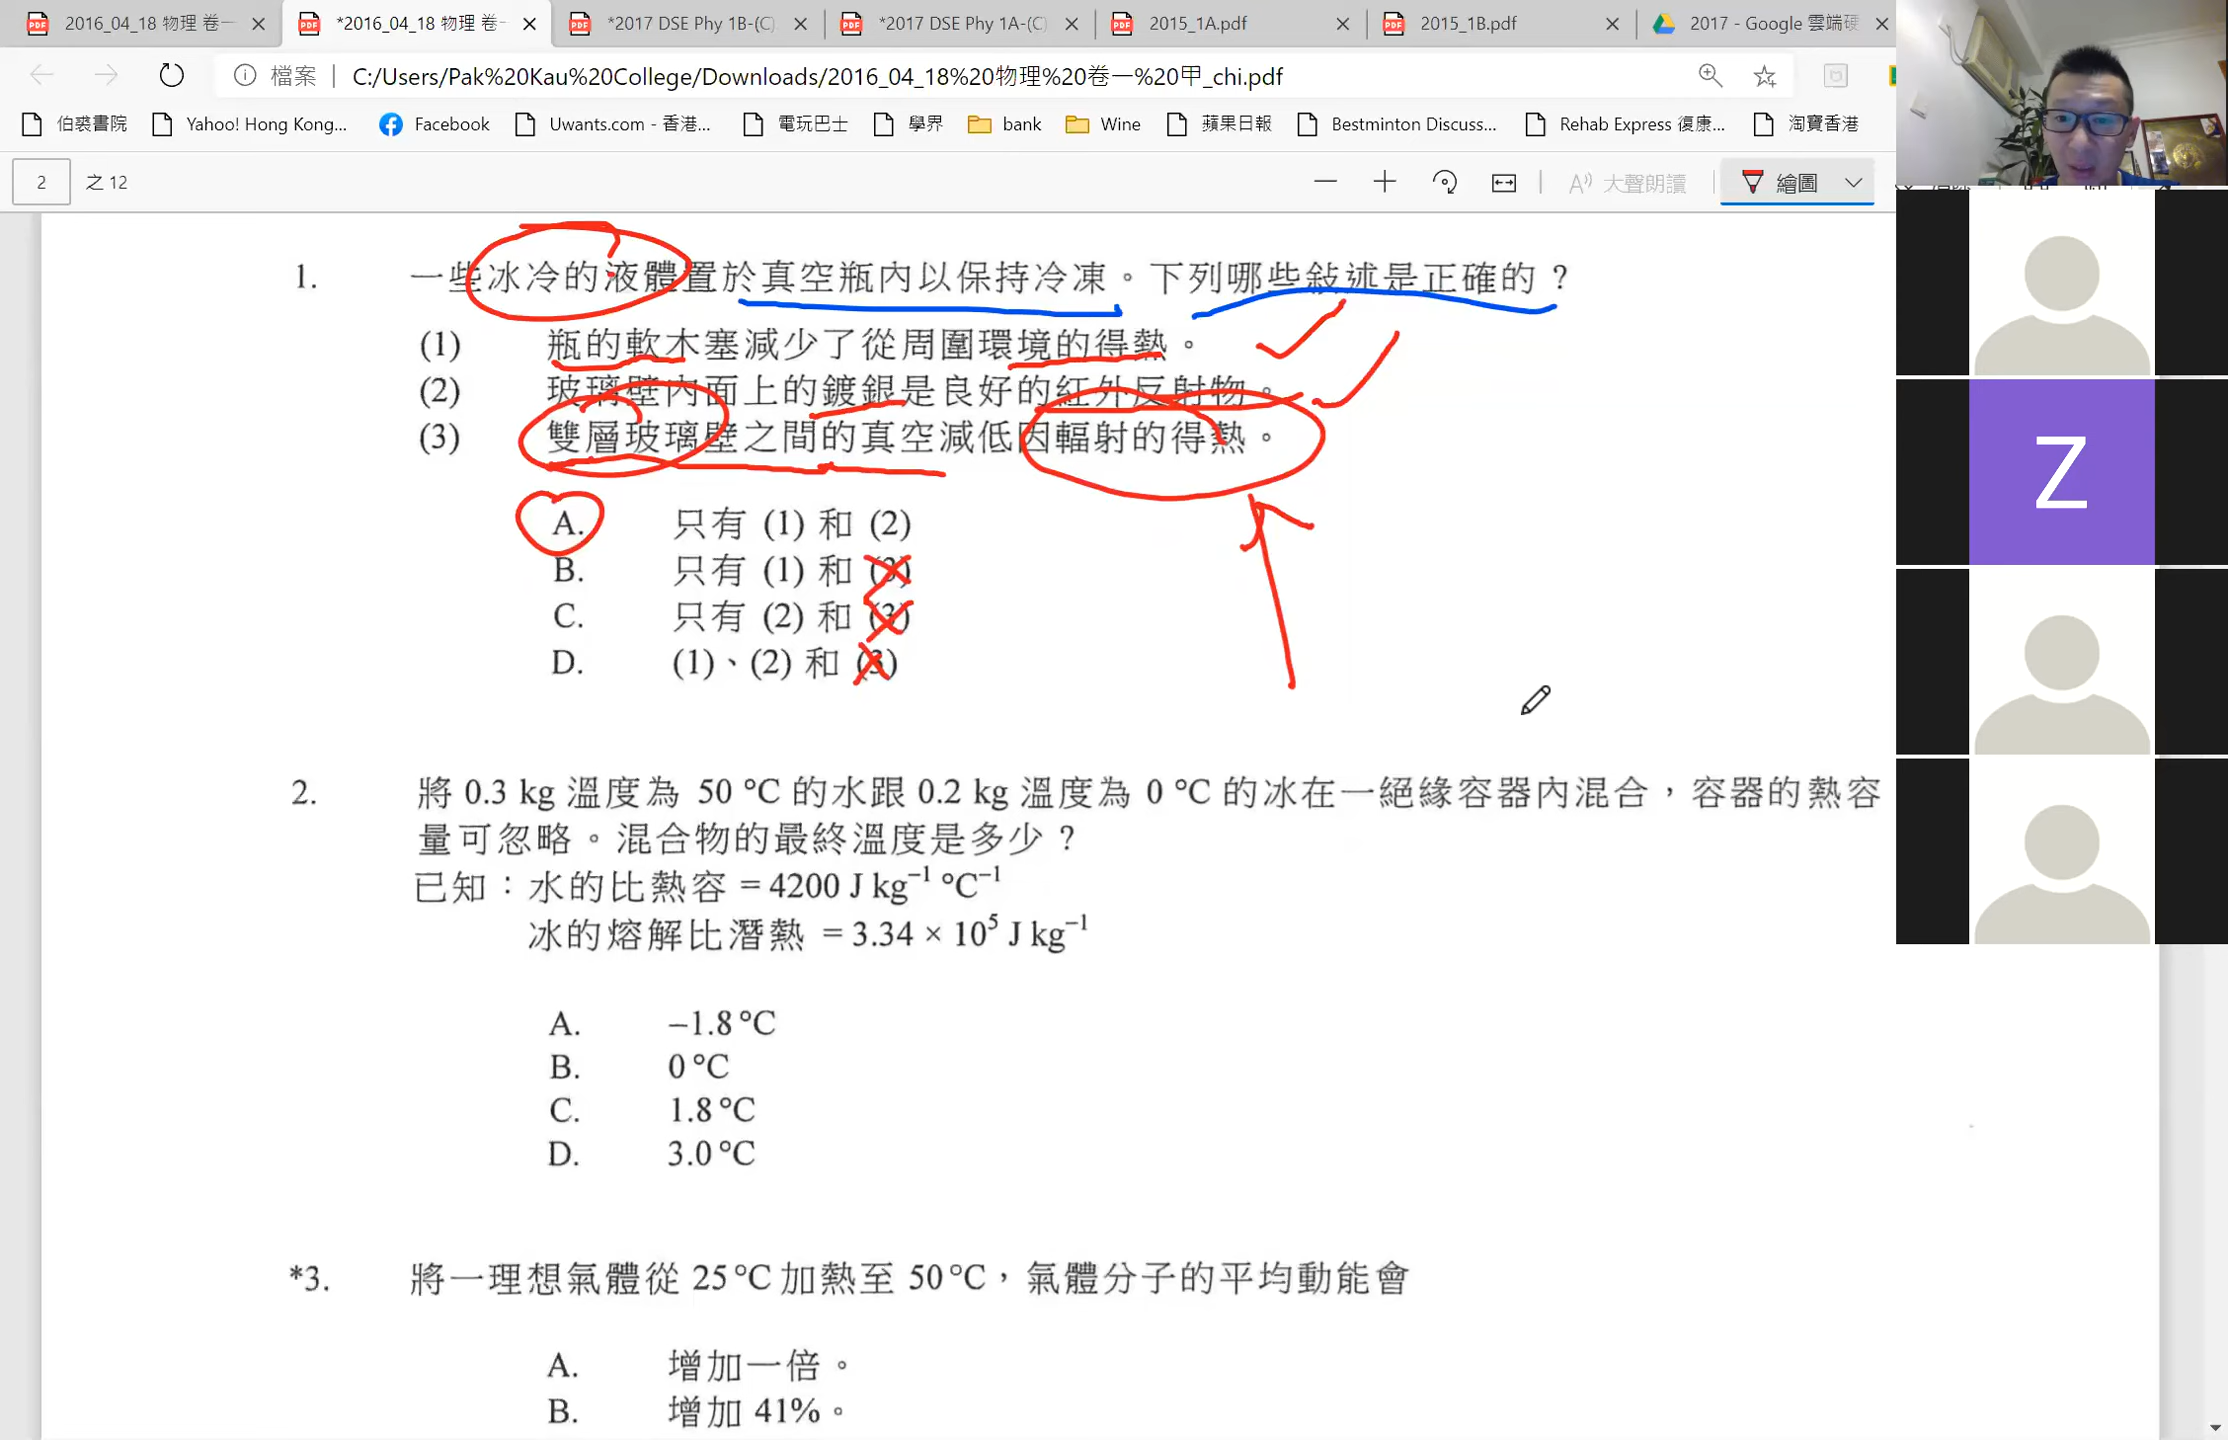 2016_04_18 物理 卷一
*2016_04_18 物理 卷一
*2017 DSE Phy 1B-(C)
*2017 DSE Phy 1A-(C)
2015_1A.pdf
2015_1B.pdf
2017 - Google 雲端硬
檔案
C:/Users/Pak%20Kau%20College/Downloads/2016_04_18%20物理%20卷一%20甲_chi.pdf
伯裘書院 Yahoo! Hong Kong... Facebook Uwants.com - 香港... 電玩巴士 學界 bank Wine 蘋果日報 Bestminton Discuss... Rehab Express 復康... 淘寶香港
2 之 12 大聲朗讀 繪圖
1. 一些冰冷的液體置於真空瓶內以保持冷凍。下列哪些敍述是正確的？
(1) 瓶的軟木塞減少了從周圍環境的得熱。
(2) 玻璃壁內面上的鍍銀是良好的紅外反射物。
(3) 雙層玻璃壁之間的真空減低因輻射的得熱。
A. 只有 (1) 和 (2)
B. 只有 (1) 和 (3)
C. 只有 (2) 和 (3)
D. (1)、(2) 和 (3)
Z
2. 將 0.3 kg 溫度為 50 °C 的水跟 0.2 kg 溫度為 0 °C 的冰在一絕緣容器內混合，容器的熱容
量可忽略。混合物的最終溫度是多少？
已知：水的比熱容 = 4200 J kg⁻¹ °C⁻¹
冰的熔解比潛熱 = 3.34 × 10⁵ J kg⁻¹
A. –1.8 °C
B. 0 °C
C. 1.8 °C
D. 3.0 °C
*3. 將一理想氣體從 25 °C 加熱至 50 °C，氣體分子的平均動能會
A. 增加一倍。
B. 增加 41%。